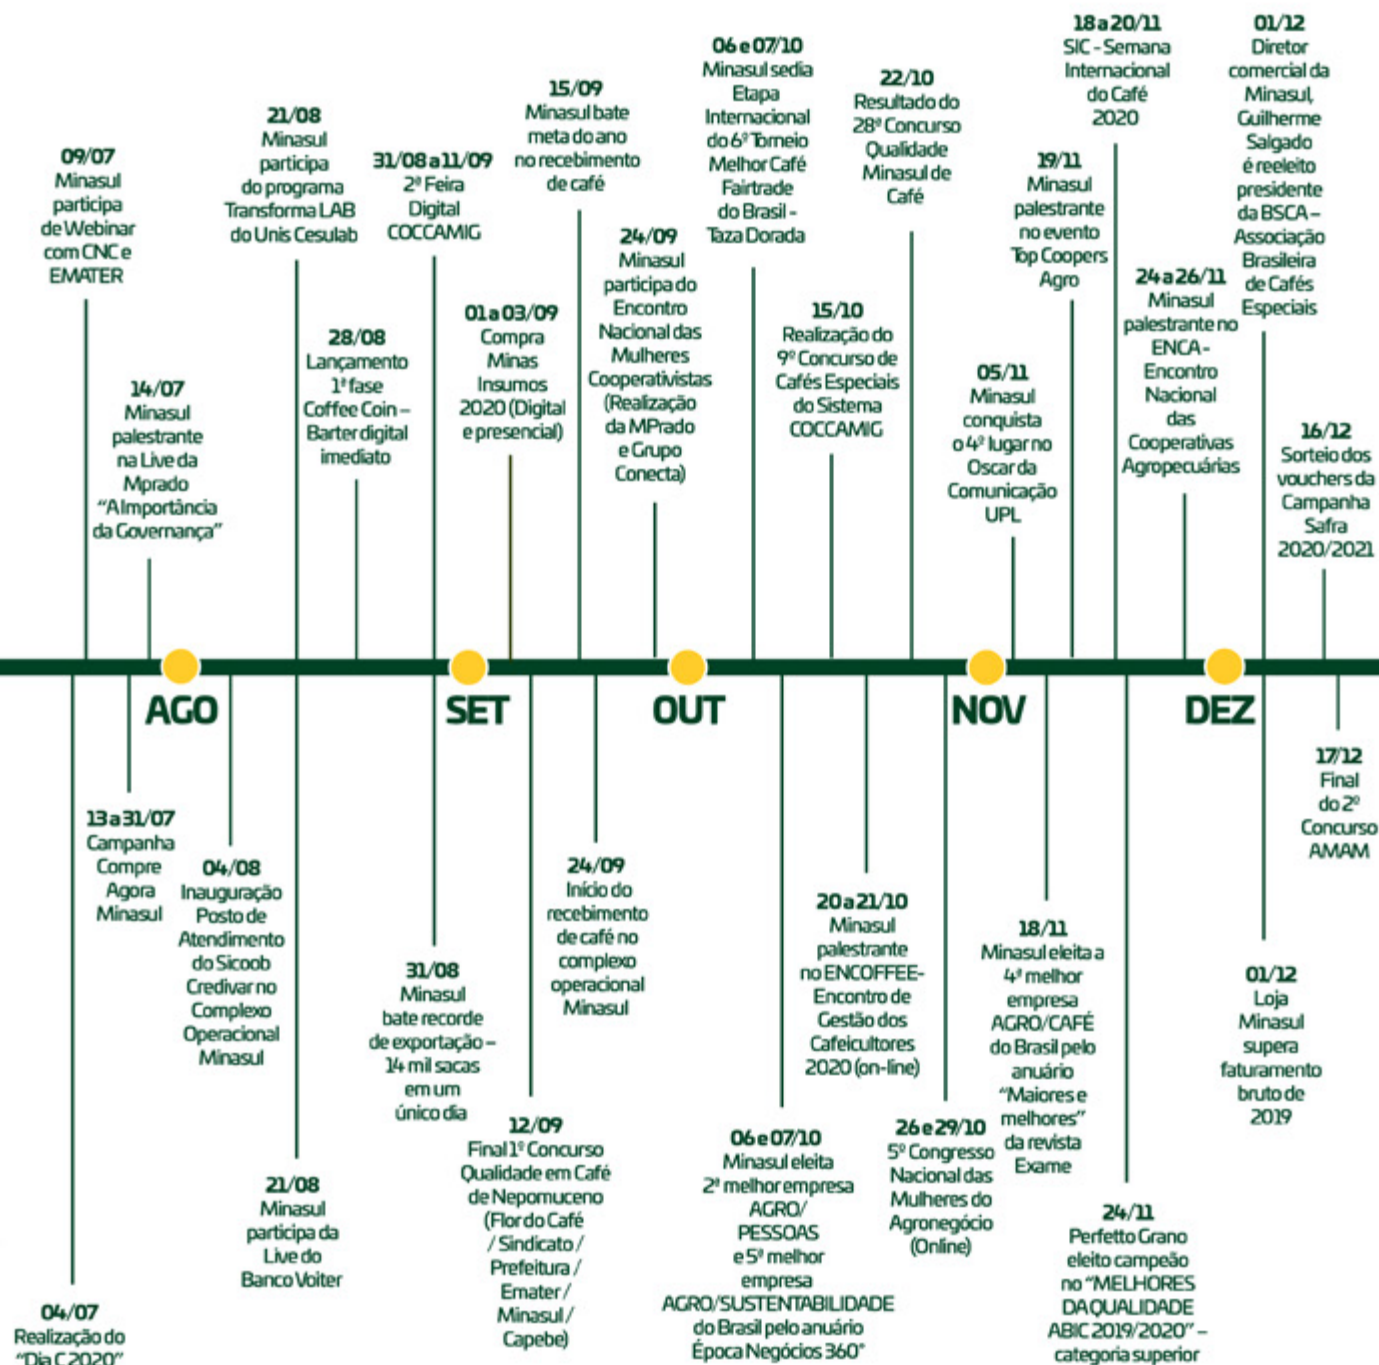 09/07
Minasul
participa
de Webinar
com CNC e
EMATER
14/07
Minasul
palestrante
na Live da
Mprado
“A Importância
da Governança”
21/08
Minasul
participa
do programa
Transforma LAB
do Unis Cesulab
28/08
Lançamento
1ª fase
Coffee Coin –
Barter digital
imediato
31/08 a 11/09
2ª Feira
Digital
COCCAMIG
01 a 03/09
Compra
Minas
Insumos
2020 (Digital
e presencial)
15/09
Minasul bate
meta do ano
no recebimento
de café
24/09
Minasul
participa do
Encontro
Nacional das
Mulheres
Cooperativistas
(Realização
da MPrado
e Grupo
Conecta)
06 e 07/10
Minasul sedia
Etapa
Internacional
do 6º Torneio
Melhor Café
Fairtrade
do Brasil -
Taza Dorada
15/10
Realização do
9º Concurso de
Cafés Especiais
do Sistema
COCCAMIG
22/10
Resultado do
28º Concurso
Qualidade
Minasul de
Café
05/11
Minasul
conquista
o 4º lugar no
Oscar da
Comunicação
UPL
19/11
Minasul
palestrante
no evento
Top Coopers
Agro
18 a 20/11
SIC - Semana
Internacional
do Café
2020
24 a 26/11
Minasul
palestrante no
ENCA -
Encontro
Nacional
das
Cooperativas
Agropecuárias
01/12
Diretor
comercial da
Minasul,
Guilherme
Salgado
é reeleito
presidente
da BSCA –
Associação
Brasileira
de Cafés
Especiais
16/12
Sorteio dos
vouchers da
Campanha
Safra
2020/2021
AGO
SET
OUT
NOV
DEZ
04/07
Realização do
“Dia C 2020”
13 a 31/07
Campanha
Compre
Agora
Minasul
04/08
Inauguração
Posto de
Atendimento
do Sicoob
Credivar no
Complexo
Operacional
Minasul
21/08
Minasul
participa da
Live do
Banco Voiter
31/08
Minasul
bate recorde
de exportação –
14 mil sacas
em um
único dia
12/09
Final 1º Concurso
Qualidade em Café
de Nepomuceno
(Flor do Café
/ Sindicato /
Prefeitura /
Emater /
Minasul /
Capebe)
24/09
Início do
recebimento
de café no
complexo
operacional
Minasul
06 e 07/10
Minasul eleita
2ª melhor empresa
AGRO/
PESSOAS
e 5ª melhor
empresa
AGRO/SUSTENTABILIDADE
do Brasil pelo anuário
Época Negócios 360°
20 a 21/10
Minasul
palestrante
no ENCOFFEE-
Encontro de
Gestão dos
Cafeicultores
2020 (on-line)
26 e 29/10
5º Congresso
Nacional das
Mulheres do
Agronegócio
(Online)
18/11
Minasul eleita a
4ª melhor
empresa
AGRO/CAFÉ
do Brasil pelo
anuário
“Maiores e
melhores”
da revista
Exame
24/11
Perfetto Grano
eleito campeão
no “MELHORES
DA QUALIDADE
ABIC 2019/2020” –
categoria superior
01/12
Loja
Minasul
supera
faturamento
bruto de
2019
17/12
Final
do 2º
Concurso
AMAM